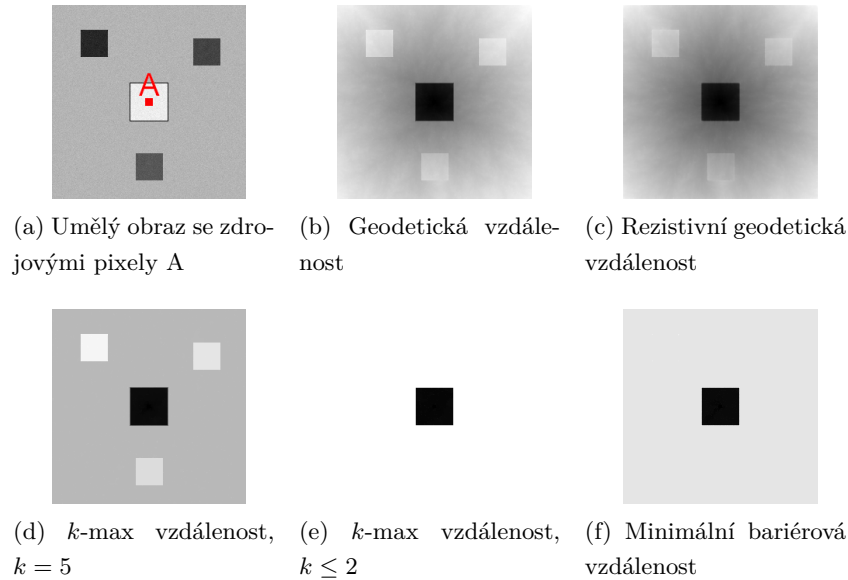 A
(a) Umělý obraz se zdro-
jovými pixely A
(b) Geodetická vzdále-
nost
(c) Rezistivní geodetická
vzdálenost
(d) k-max vzdálenost,
k = 5
(e) k-max vzdálenost,
k ≤ 2
(f) Minimální bariérová
vzdálenost